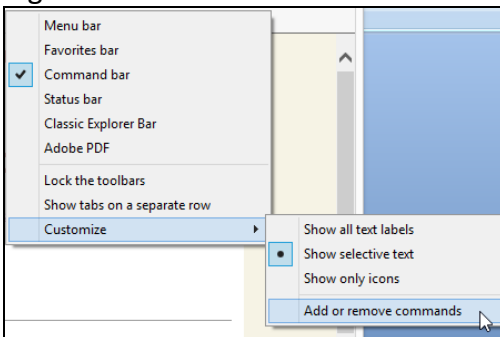 Menu bar
Favorites bar
Command bar
Status bar
Classic Explorer Bar
Adobe PDF
Lock the toolbars
Show tabs on a separate row
Customize
Show all text labels
Show selective text
Show only icons
Add or remove commands